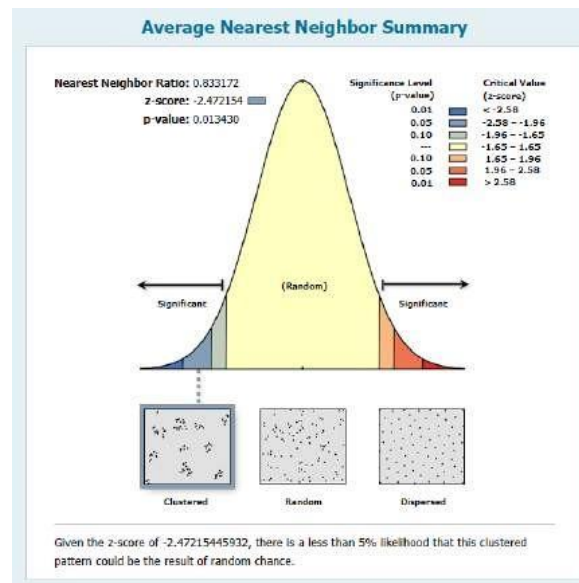 Average Nearest Neighbor Summary
Nearest Neighbor Ratio: 0.833172
z-score: -2.472154
p-value: 0.013430
Significance Level
(p-value)
Critical Value
(z-score)
0.01 < -2.58
0.05 -2.58 – -1.96
0.10 -1.96 – -1.65
--- -1.65 – 1.65
0.10 1.65 – 1.96
0.05 1.96 – 2.58
0.01 > 2.58
Significant
(Random)
Significant
Clustered
Random
Dispersed
Given the z-score of -2.47215445932, there is a less than 5% likelihood that this clustered
pattern could be the result of random chance.